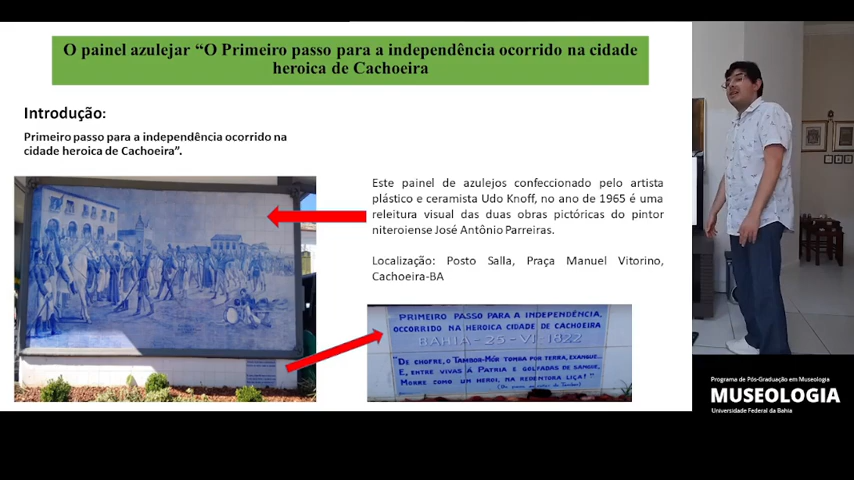 O painel azulejar “O Primeiro passo para a independência ocorrido na cidade
heroica de Cachoeira
Introdução:
Primeiro passo para a independência ocorrido na
cidade heroica de Cachoeira”.
Este painel de azulejos confeccionado pelo artista
plástico e ceramista Udo Knoff, no ano de 1965 é uma
releitura visual das duas obras pictóricas do pintor
niteroiense José Antônio Parreiras.
Localização: Posto Salla, Praça Manuel Vitorino,
Cachoeira-BA
PRIMEIRO PASSO PARA A INDEPENDÊNCIA,
OCCORRIDO NA HEROICA CIDADE DE CACHOEIRA
BAHIA-25-VI-1822
"DE CHOFRE, O TAMBOR-MÓR TOMBA POR TERRA, EXANGUE...
E, ENTRE VIVAS Á PATRIA E GOLFADAS DE SANGUE,
MORRE COMO UM HEROI, NA REDENTORA LIÇA!"
Programa de Pós-Graduação em Museologia
MUSEOLOGIA
Universidade Federal da Bahia